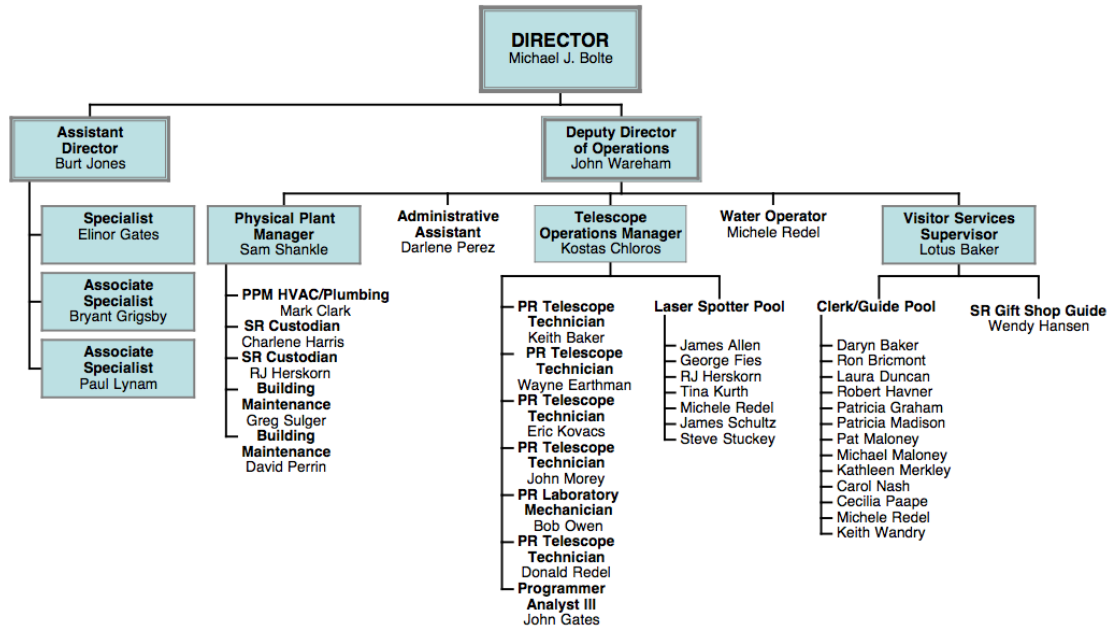 DIRECTOR
Michael J. Bolte
Assistant
Director
Burt Jones
Deputy Director
of Operations
John Wareham
Specialist
Elinor Gates
Associate
Specialist
Bryant Grigsby
Associate
Specialist
Paul Lynam
Physical Plant
Manager
Sam Shankle
PPM HVAC/Plumbing
Mark Clark
SR Custodian
Charlene Harris
SR Custodian
RJ Herskorn
Building
Maintenance
Greg Sulger
Building
Maintenance
David Perrin
Administrative
Assistant
Darlene Perez
Telescope
Operations Manager
Kostas Chloros
PR Telescope
Technician
Keith Baker
PR Telescope
Technician
Wayne Earthman
PR Telescope
Technician
Eric Kovacs
PR Telescope
Technician
John Morey
PR Laboratory
Mechanician
Bob Owen
PR Telescope
Technician
Donald Redel
Programmer
Analyst III
John Gates
Laser Spotter Pool
James Allen
George Fies
RJ Herskorn
Tina Kurth
Michele Redel
James Schultz
Steve Stuckey
Water Operator
Michele Redel
Visitor Services
Supervisor
Lotus Baker
Clerk/Guide Pool
Daryn Baker
Ron Bricmont
Laura Duncan
Robert Havner
Patricia Graham
Patricia Madison
Pat Maloney
Michael Maloney
Kathleen Merkley
Carol Nash
Cecilia Paape
Michele Redel
Keith Wandry
SR Gift Shop Guide
Wendy Hansen